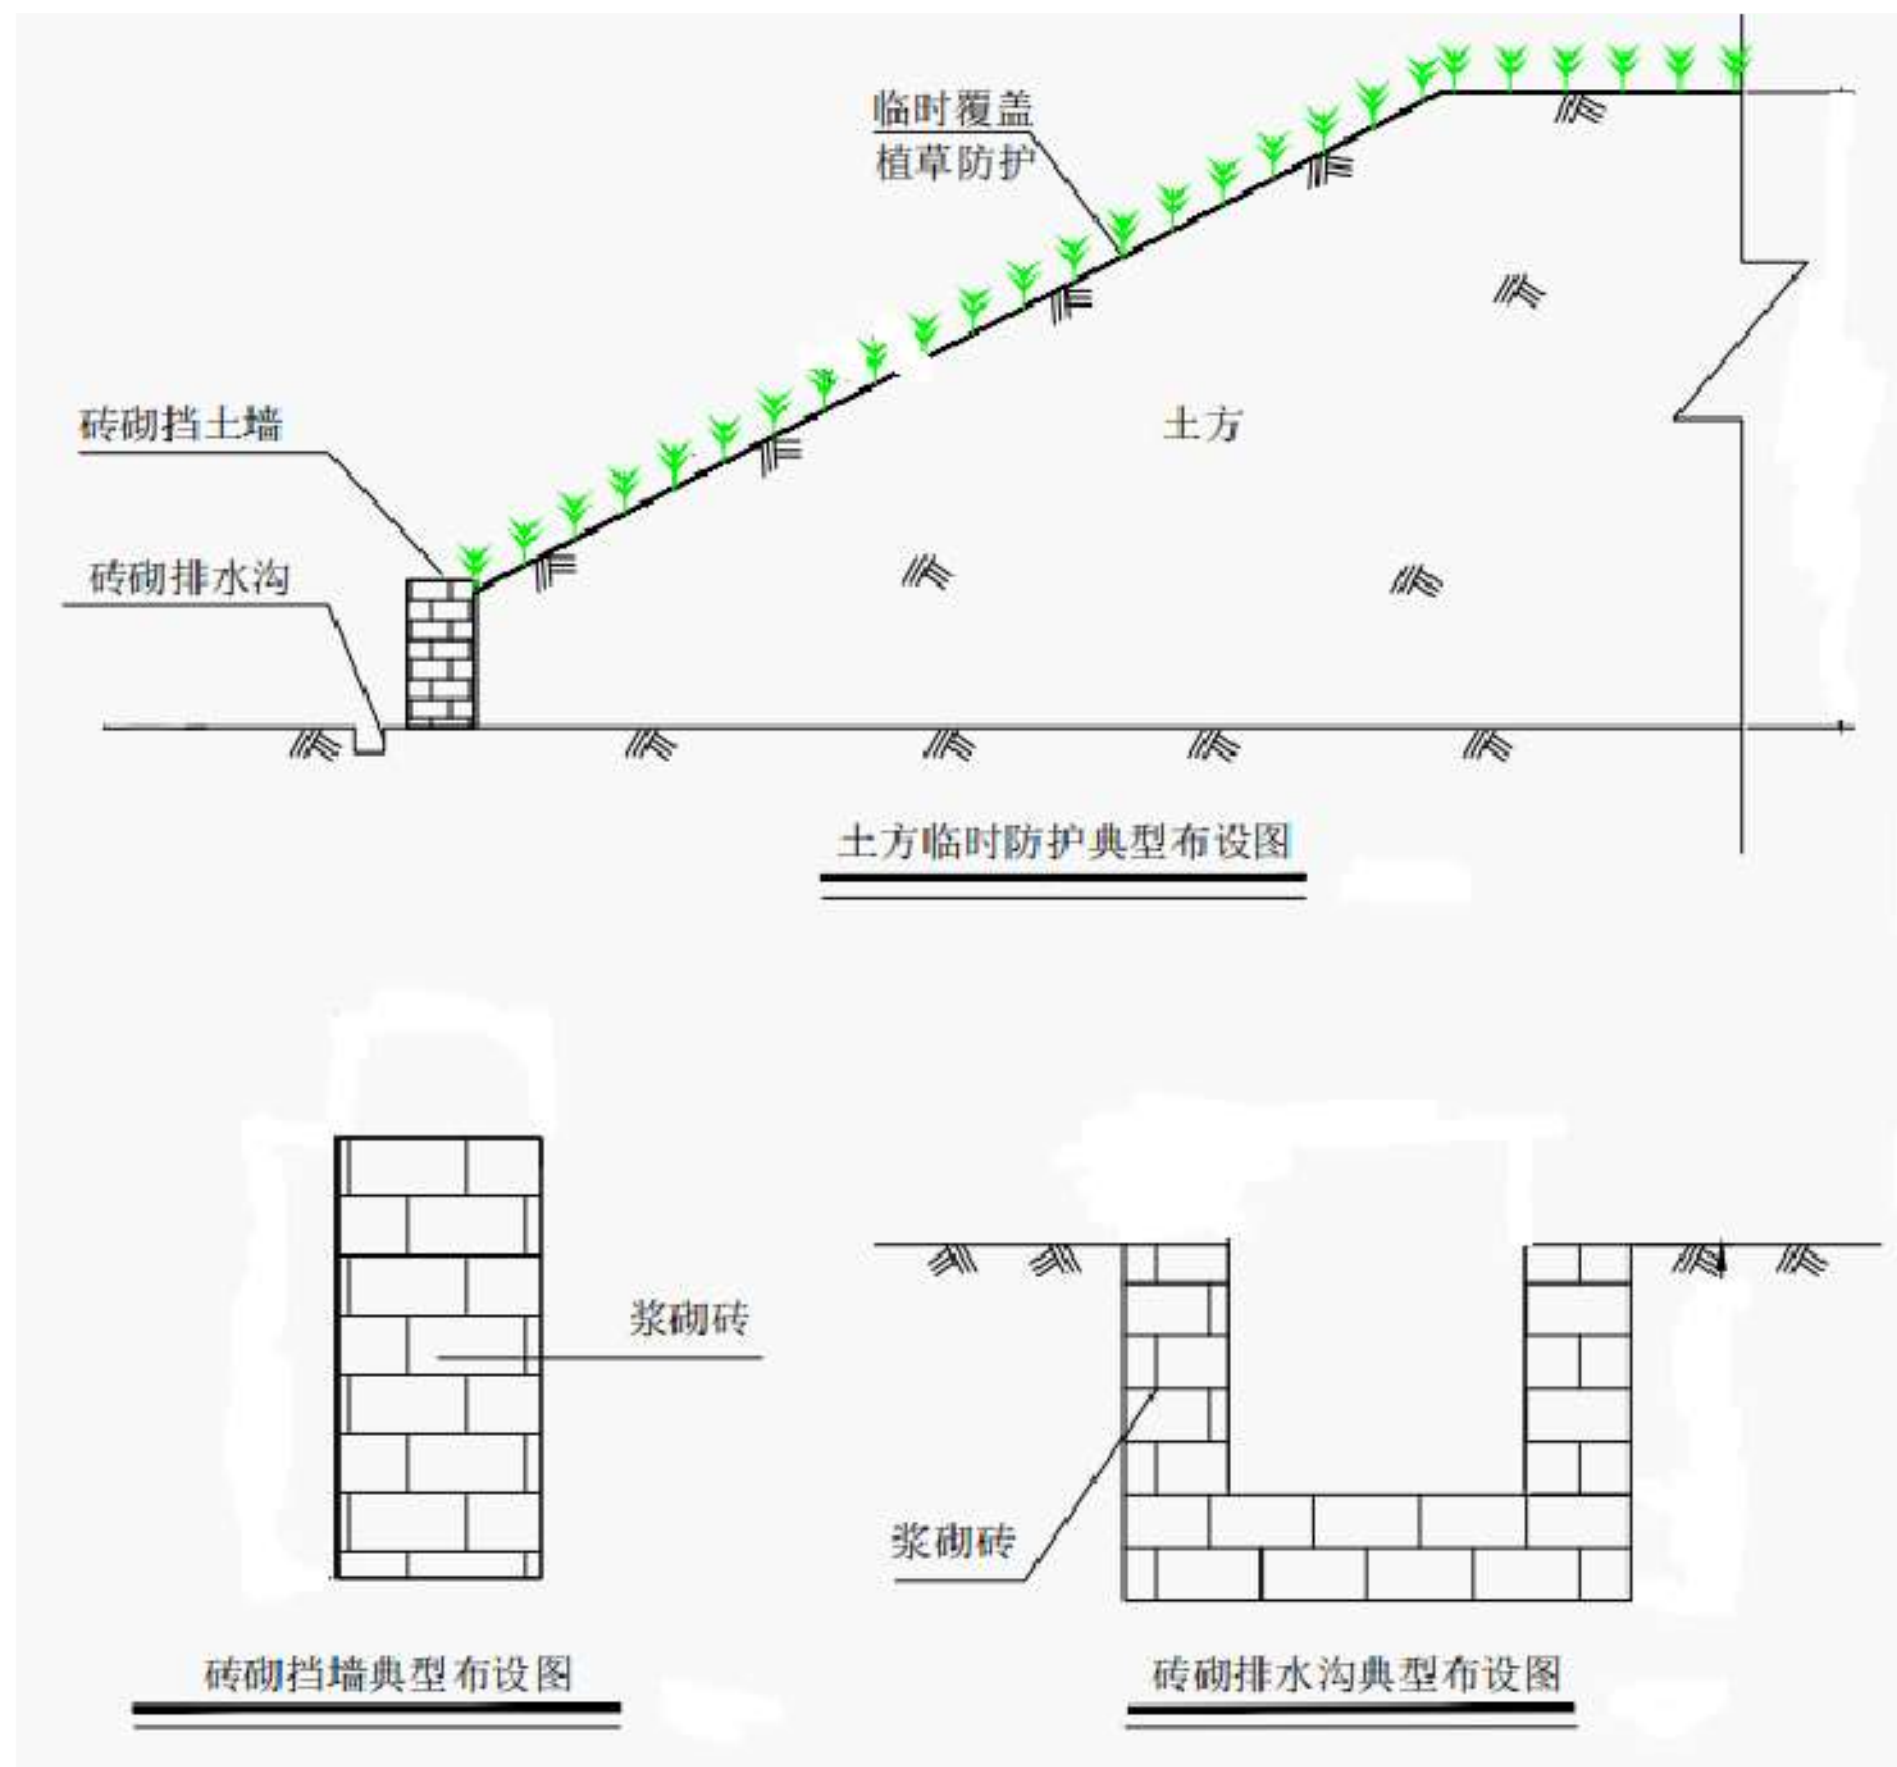 临时覆盖
植草防护
砖砌挡土墙
土方
砖砌排水沟
土方临时防护典型布设图
浆砌砖
浆砌砖
砖砌挡墙典型布设图
砖砌排水沟典型布设图